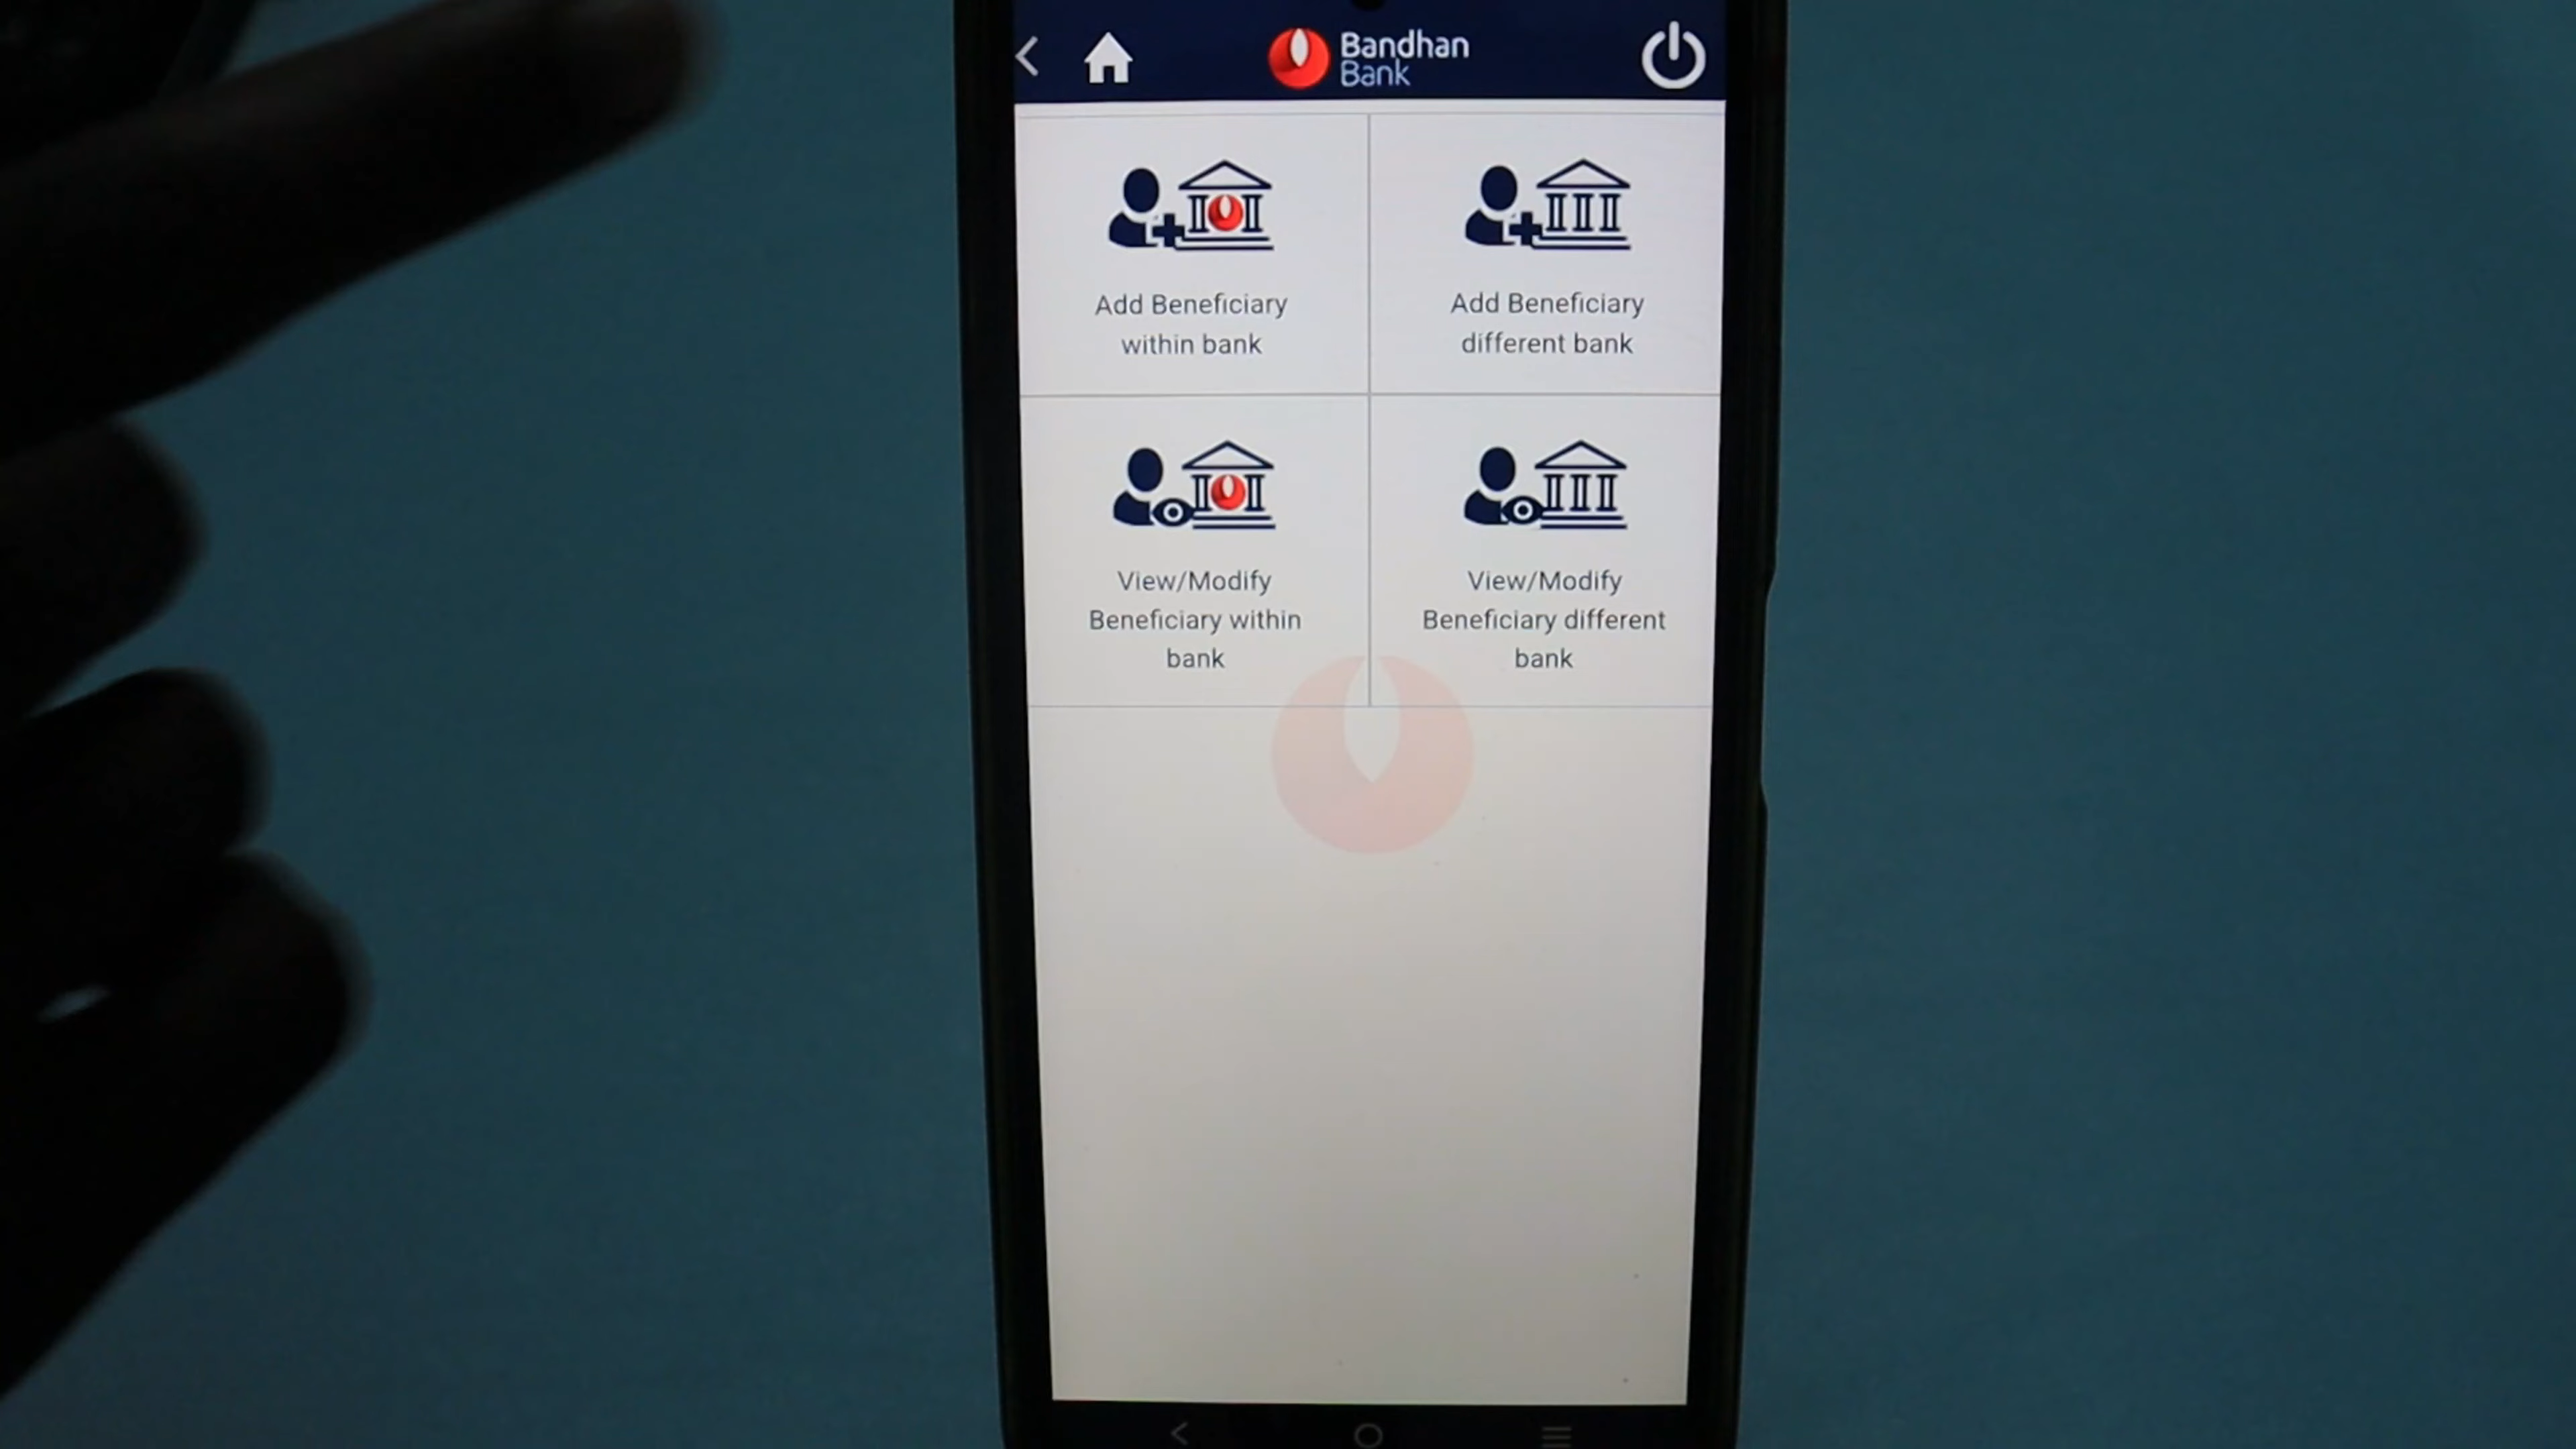 Bandhan
Bank
Add Beneficiary
within bank
Add Beneficiary
different bank
View/Modify
Beneficiary within
bank
View/Modify
Beneficiary different
bank